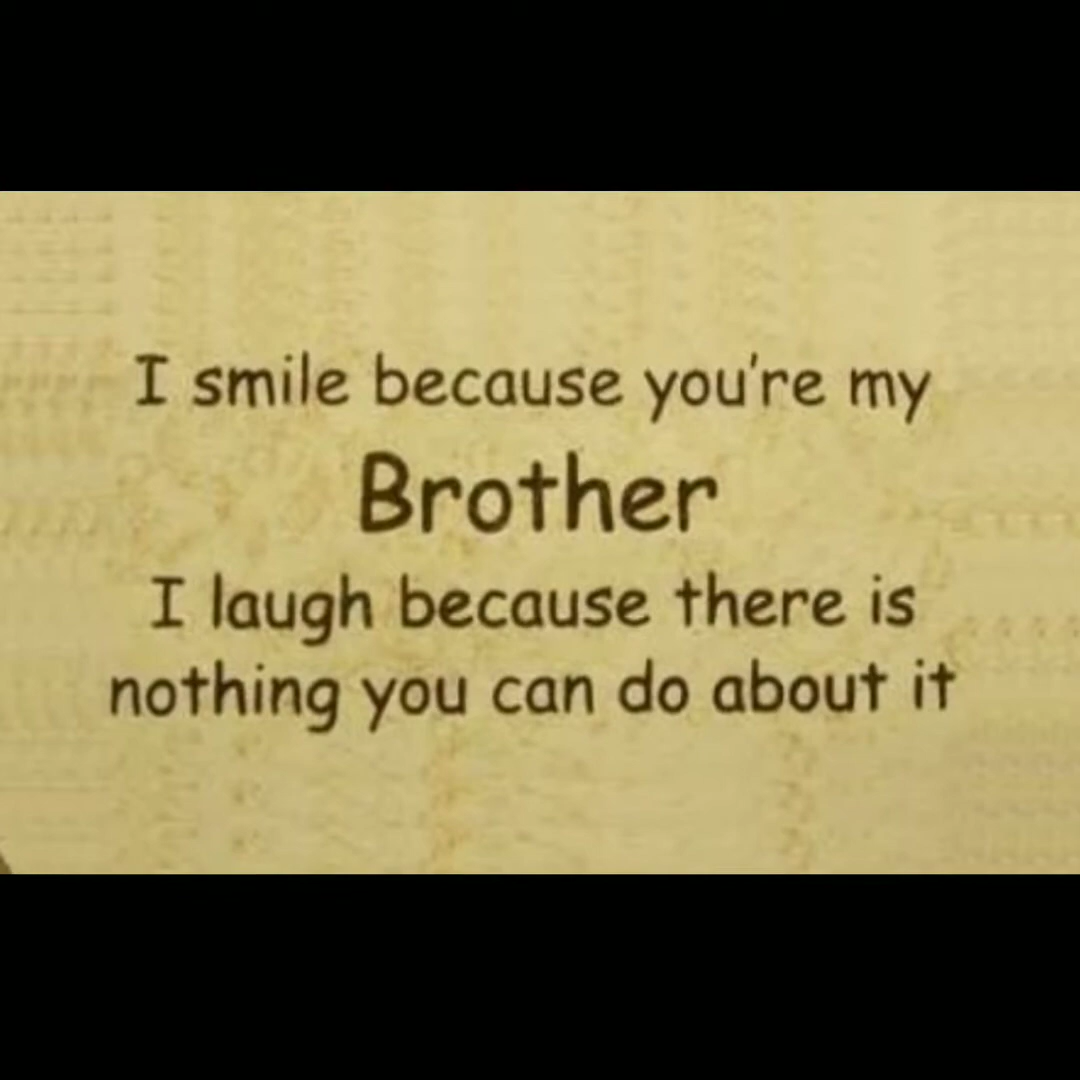 I smile because you're my
Brother
I laugh because there is
nothing you can do about it